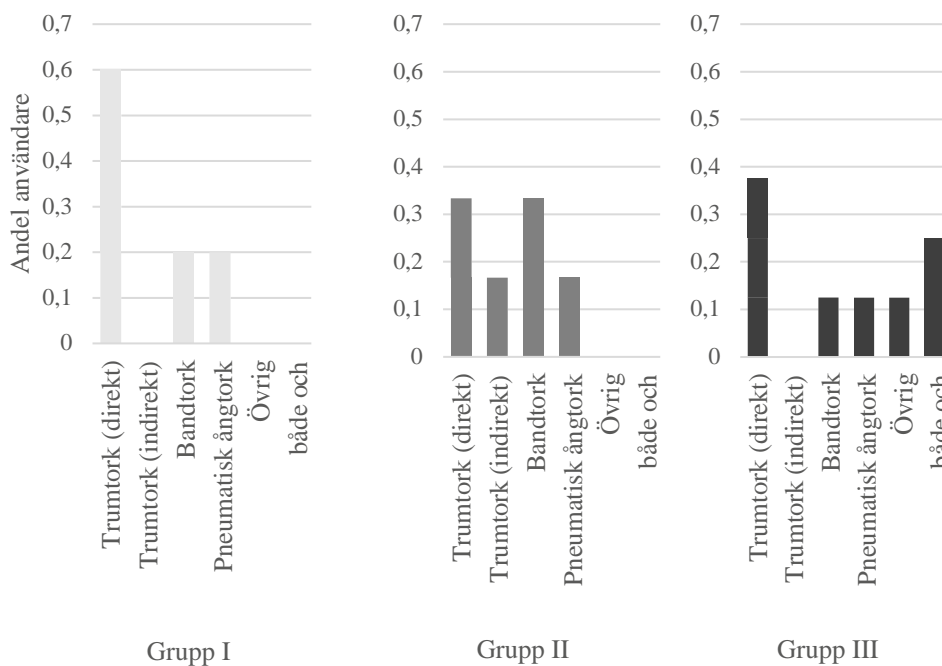 Andel användare
0,7
0,6
0,5
0,4
0,3
0,2
0,1
0
Trumtork (direkt)
Trumtork (indirekt)
Bandtork
Pneumatisk ångtork
Övrig
både och
Grupp I
0,7
0,6
0,5
0,4
0,3
0,2
0,1
0
Trumtork (direkt)
Trumtork (indirekt)
Bandtork
Pneumatisk ångtork
Övrig
både och
Grupp II
0,7
0,6
0,5
0,4
0,3
0,2
0,1
0
Trumtork (direkt)
Trumtork (indirekt)
Bandtork
Pneumatisk ångtork
Övrig
både och
Grupp III